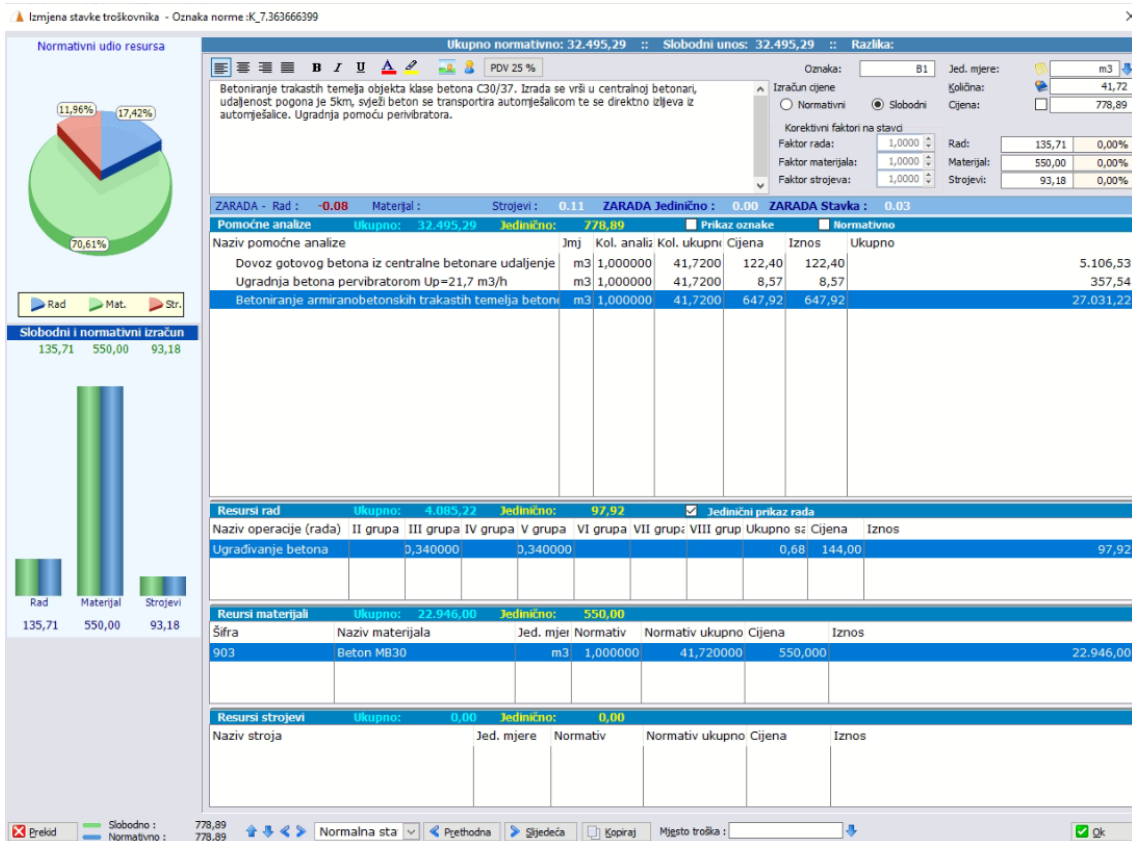 Izmjena stavke troškovnika - Oznaka norme :K_7.363666399
Normativni udio resursa
11,96%
17,42%
70,61%
Rad Mat. Str.
Slobodni i normativni izračun
135,71 550,00 93,18
Rad Materijal Strojevi
135,71 550,00 93,18
Ukupno normativno: 32.495,29 :: Slobodni unos: 32.495,29 :: Razlika:
B I U A PDV 25 %
Betoniranje trakastih temelja objekta klase betona C30/37. Izrada se vrši u centralnoj betonari,
udaljenost pogona je 5km, svježi beton se transportira automješalicom te se direktno izlijeva iz
automješalice. Ugradnja pomoću perivibratora.
Oznaka: B1 Jed. mjere: m3
Izračun cijene Količina: 41,72
Normativni Slobodni Cijena: 778,89
Korektivni faktori na stavci
Faktor rada: 1,0000 Rad: 135,71 0,00%
Faktor materijala: 1,0000 Materijal: 550,00 0,00%
Faktor strojeva: 1,0000 Strojevi: 93,18 0,00%
ZARADA - Rad : -0.08 Materjal : Strojevi : 0.11 ZARADA Jedinično : 0.00 ZARADA Stavka : 0.03
Pomoćne analize Ukupno: 32.495,29 Jedinično: 778,89 Prikaz oznake Normativno
Naziv pomoćne analize Jmj Kol. analiz Kol. ukupno Cijena Iznos Ukupno
Dovoz gotovog betona iz centralne betonare udaljenje m3 1,000000 41,7200 122,40 122,40 5.106,53
Ugradnja betona pervibratorom Up=21,7 m3/h m3 1,000000 41,7200 8,57 8,57 357,54
Betoniranje armiranobetonskih trakastih temelja beton m3 1,000000 41,7200 647,92 647,92 27.031,22
Resursi rad Ukupno: 4.085,22 Jedinično: 97,92 Jedinični prikaz rada
Naziv operacije (rada) II grupa III grupa IV grupa V grupa VI grupa VII grupa VIII grup Ukupno sa Cijena Iznos
Ugrađivanje betona 0,340000 0,340000 0,68 144,00 97,92
Reursi materijali Ukupno: 22.946,00 Jedinično: 550,00
Šifra Naziv materijala Jed. mjer Normativ Normativ ukupno Cijena Iznos
903 Beton MB30 m3 1,000000 41,720000 550,000 22.946,00
Resursi strojevi Ukupno: 0,00 Jedinično: 0,00
Naziv stroja Jed. mjere Normativ Normativ ukupno Cijena Iznos
Prekid
Slobodno : 778,89
Normativno : 778,89
Normalna sta Prethodna Slijedeća Kopiraj Mjesto troška : Ok